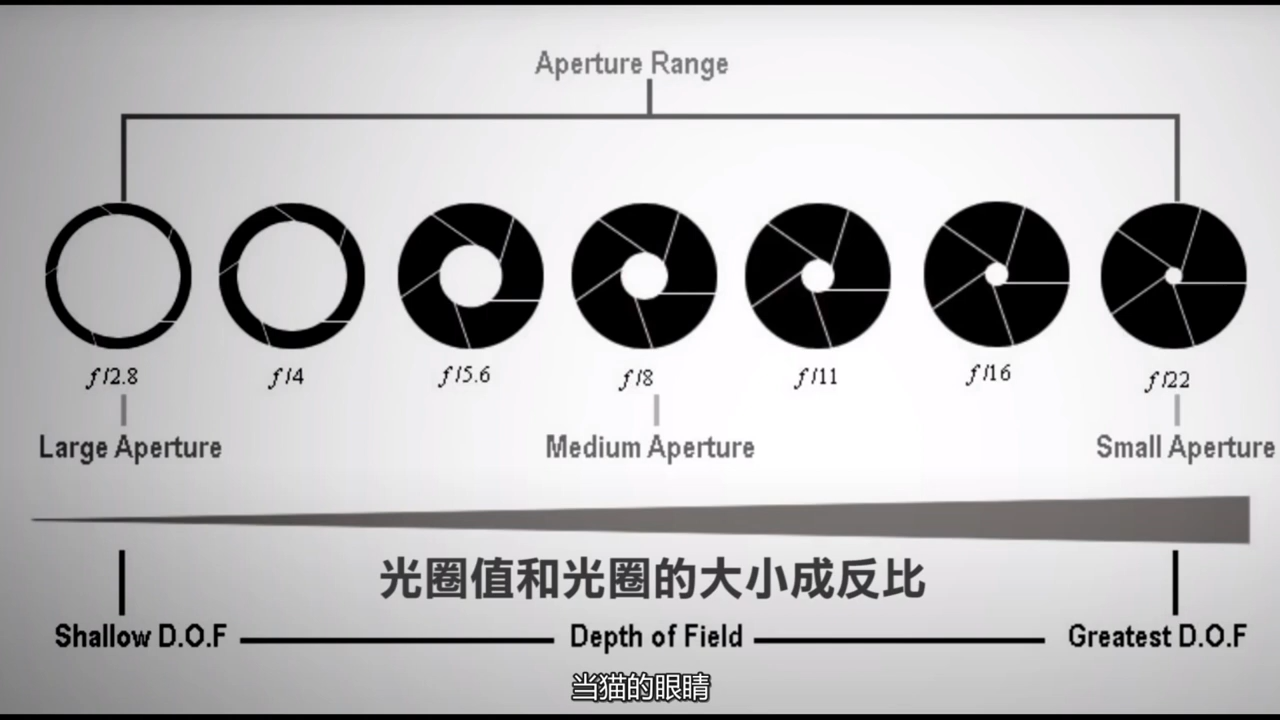 Aperture Range
f/2.8 f/4 f/5.6 f/8 f/11 f/16 f/22
Large Aperture Medium Aperture Small Aperture
光圈值和光圈的大小成反比
Shallow D.O.F Depth of Field Greatest D.O.F
当猫的眼睛